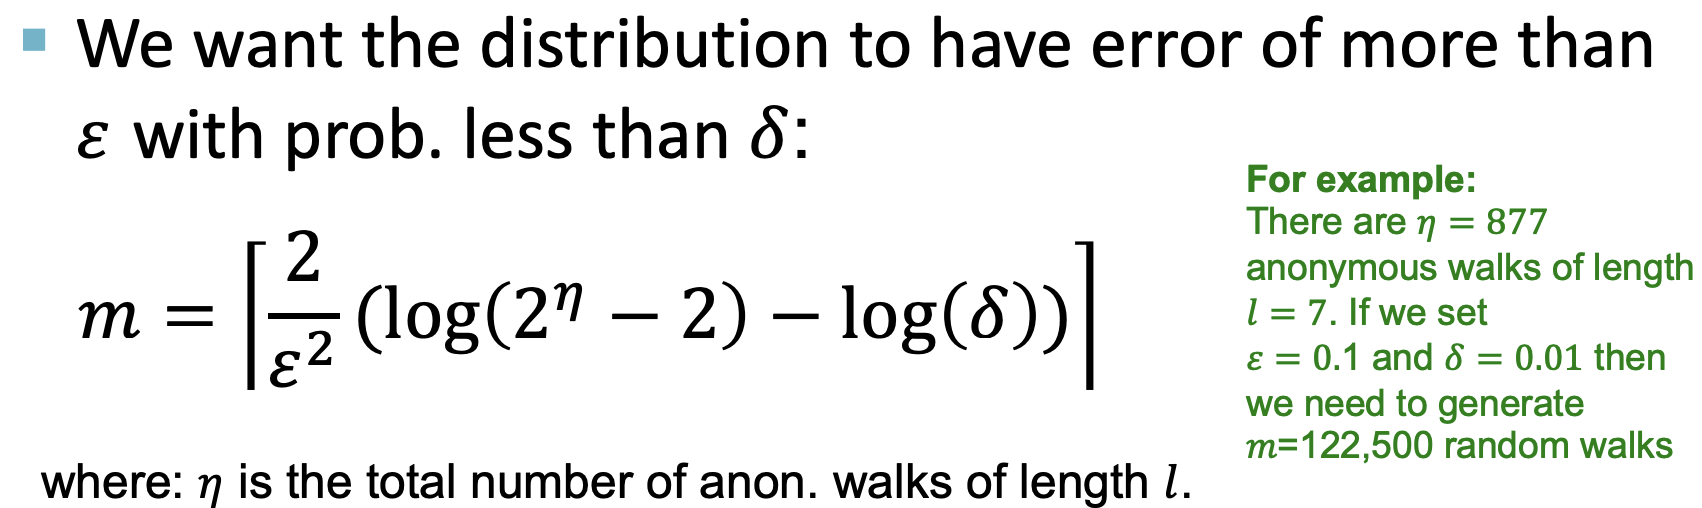 ▪ We want the distribution to have error of more than
ε with prob. less than δ:
m = ⌈2/ε² (log(2^η − 2) − log(δ))⌉
where: η is the total number of anon. walks of length l.
For example:
There are η = 877
anonymous walks of length
l = 7. If we set
ε = 0.1 and δ = 0.01 then
we need to generate
m=122,500 random walks